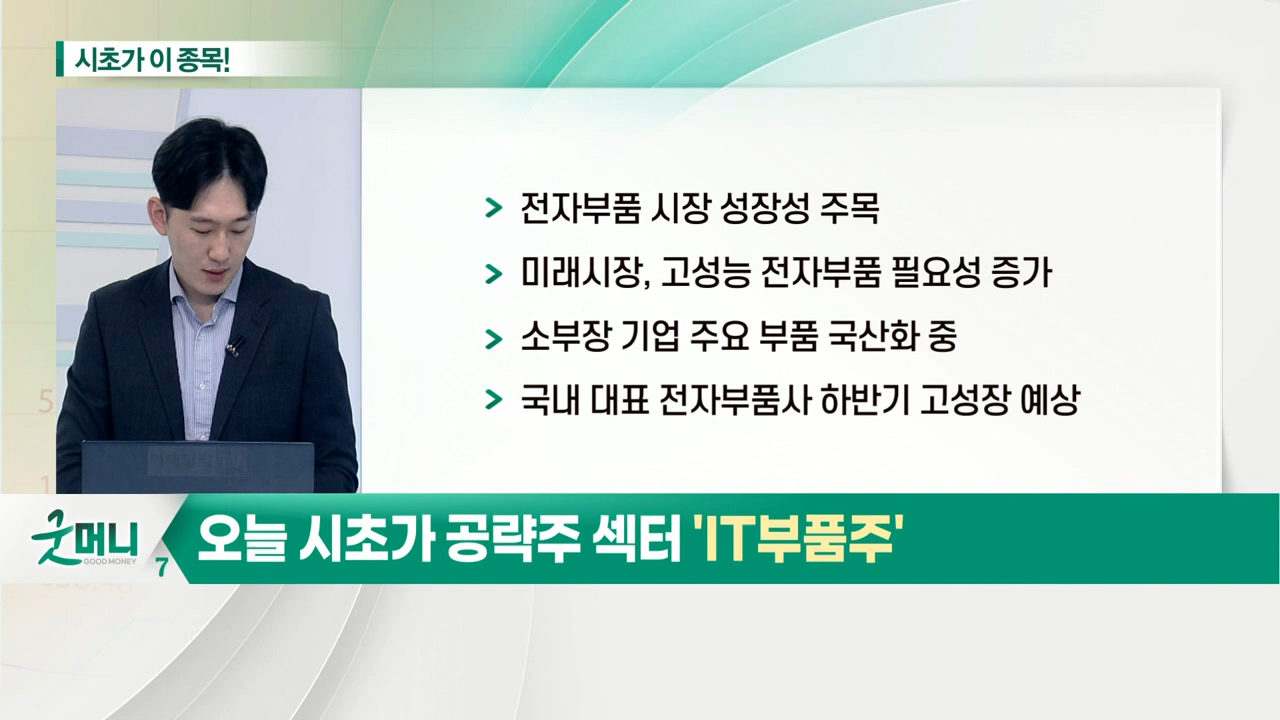 시초가 이 종목!
> 전자부품 시장 성장성 주목
> 미래시장, 고성능 전자부품 필요성 증가
> 소부장 기업 주요 부품 국산화 중
> 국내 대표 전자부품사 하반기 고성장 예상
굿머니
GOOD MONEY
7
오늘 시초가 공략주 섹터 'IT부품주'